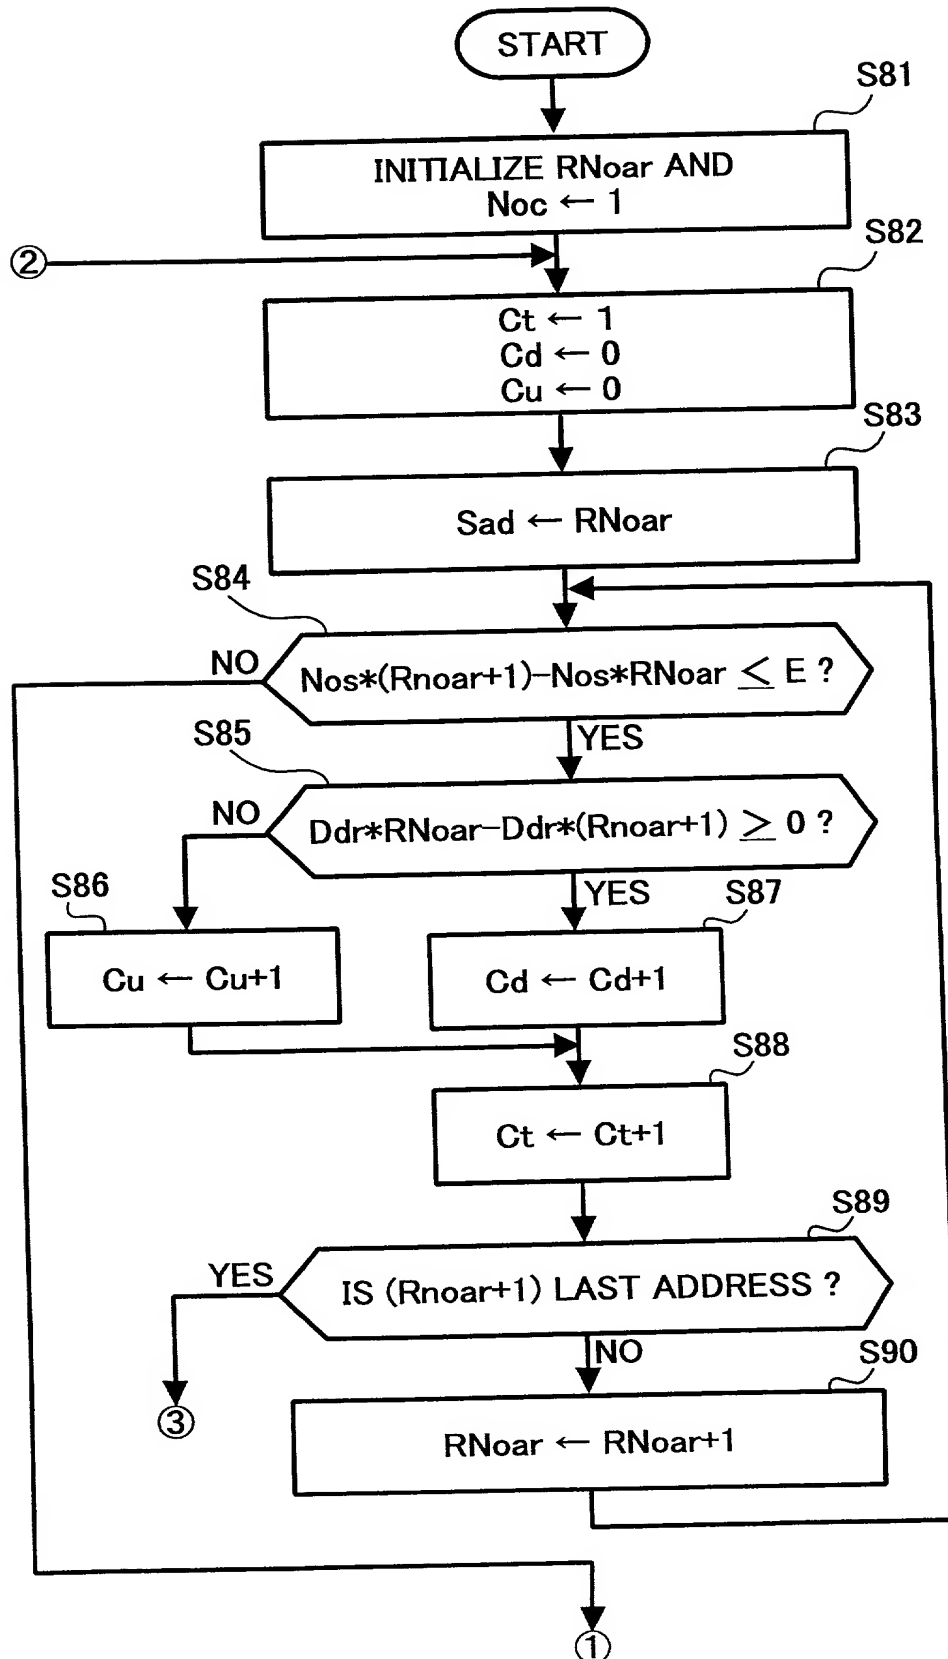 START
S81
INITIALIZE RNoar AND
Noc ← 1
②
S82
Ct ← 1
Cd ← 0
Cu ← 0
S83
Sad ← RNoar
S84
NO
Nos*(Rnoar+1)-Nos*RNoar ≤ E ?
YES
S85
NO
Ddr*RNoar-Ddr*(Rnoar+1) ≥ 0 ?
YES
S86
Cu ← Cu+1
S87
Cd ← Cd+1
S88
Ct ← Ct+1
S89
YES
IS (Rnoar+1) LAST ADDRESS ?
NO
③
S90
RNoar ← RNoar+1
①